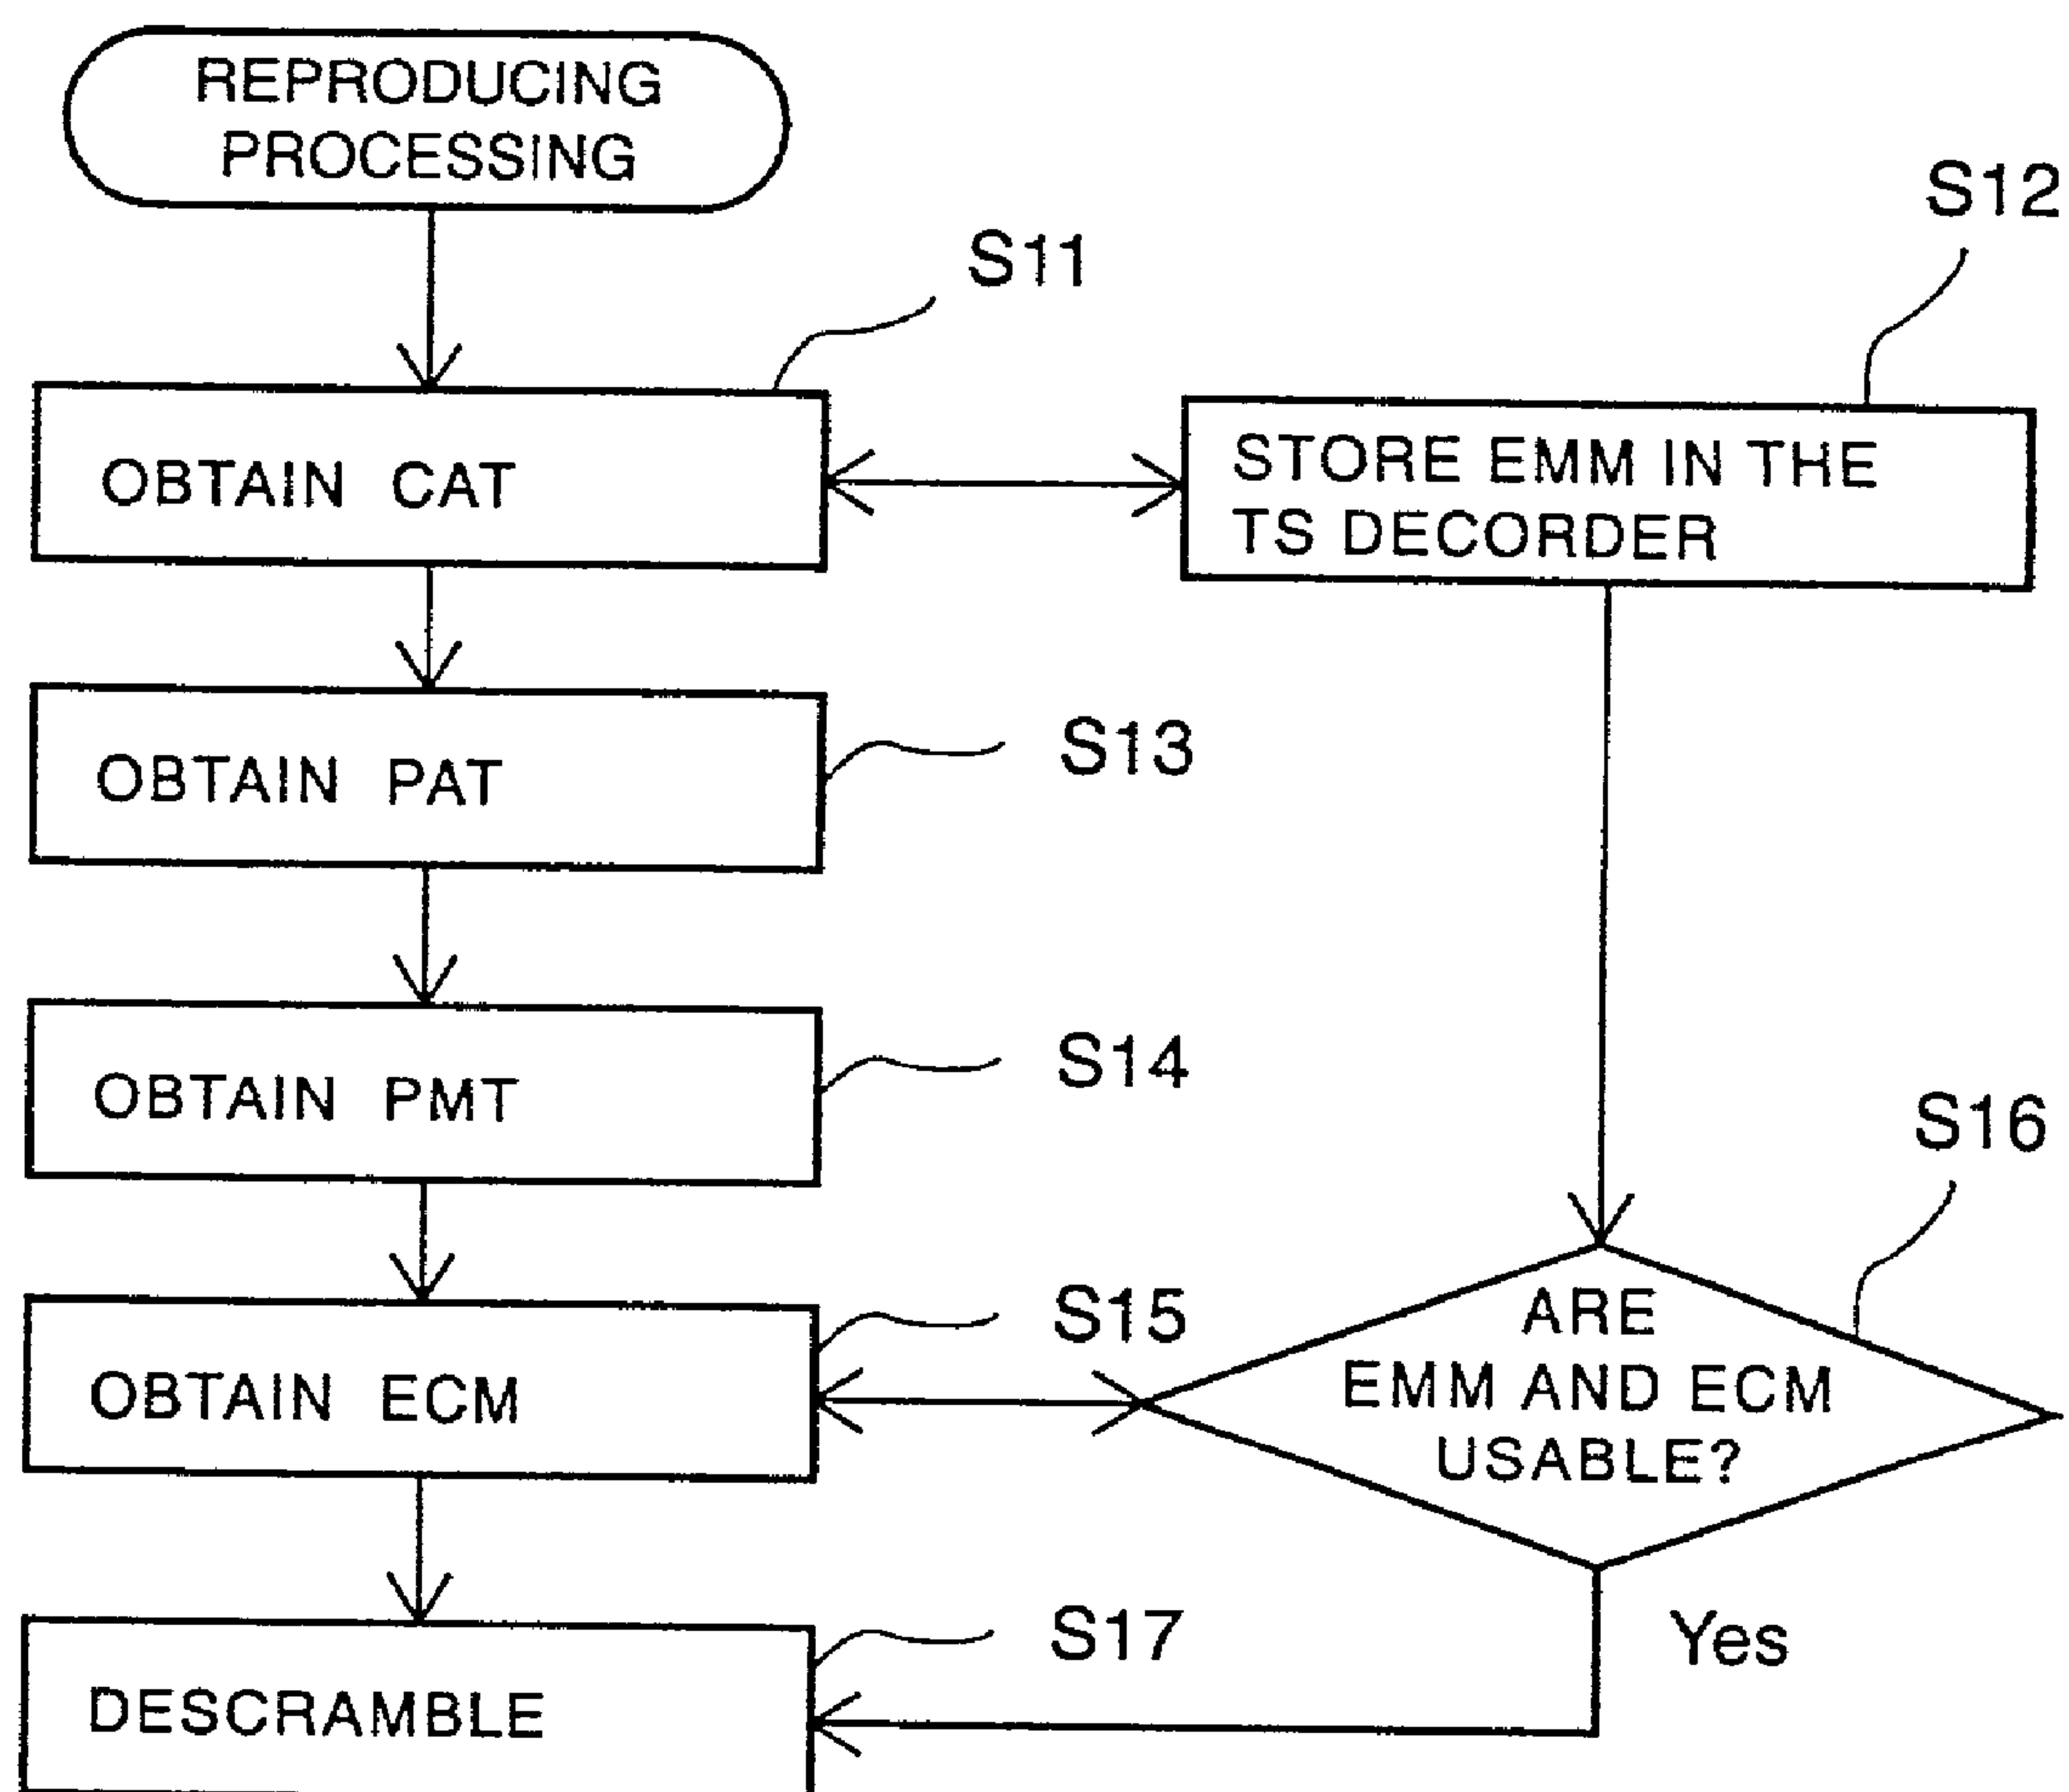 REPRODUCING
PROCESSING
S11
S12
OBTAIN CAT
STORE EMM IN THE
TS DECORDER
OBTAIN PAT
S13
OBTAIN PMT
S14
S16
OBTAIN ECM
S15
ARE
EMM AND ECM
USABLE?
DESCRAMBLE
S17
Yes